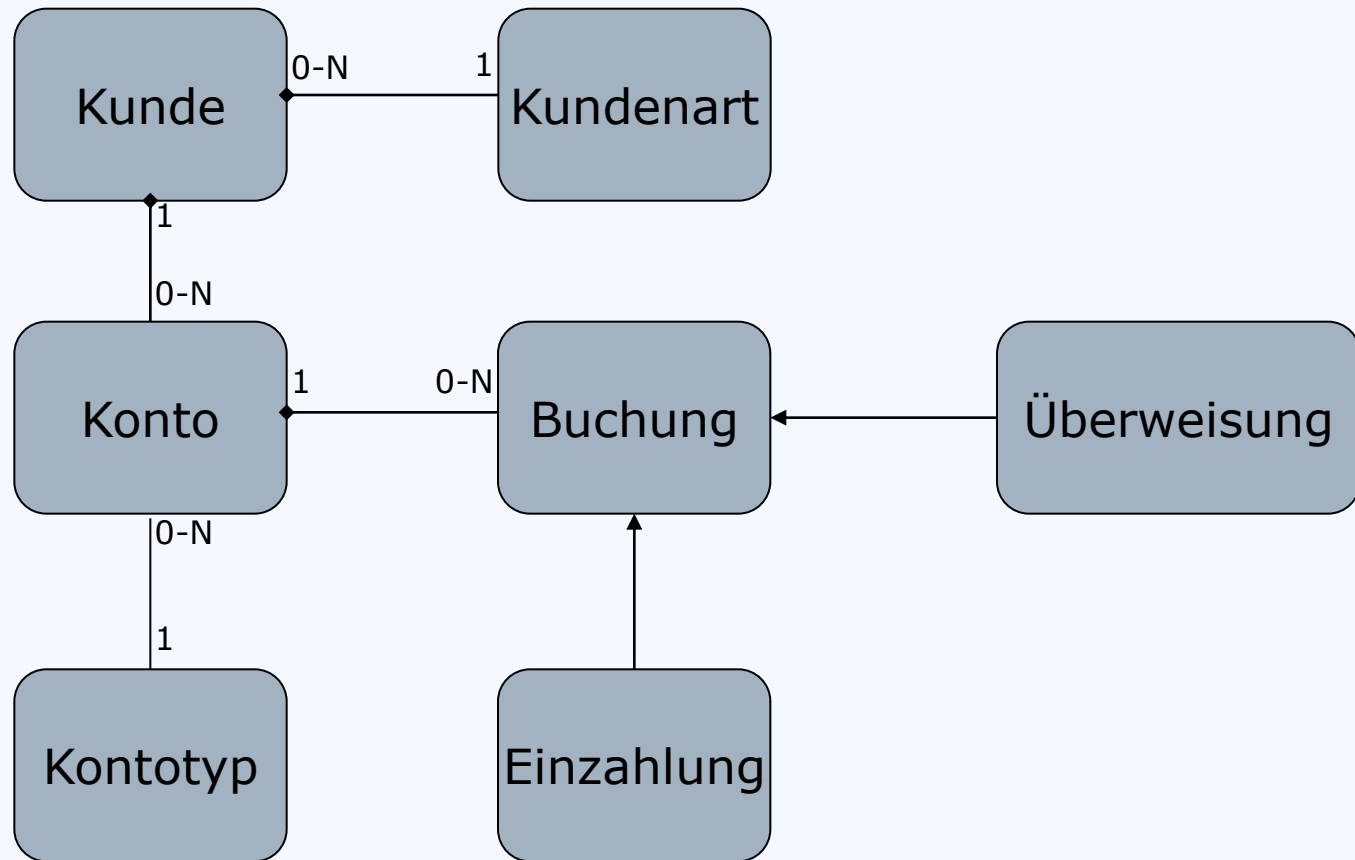 Kunde
0-N
1
Kundenart
1
0-N
Konto
1
0-N
Buchung
Überweisung
0-N
1
Kontotyp
Einzahlung